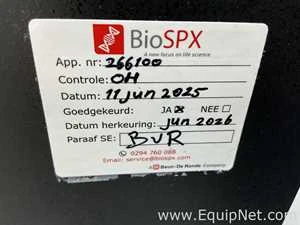 BioSPX
A new focus on life science
App. nr: 266100
Controle: OH
Datum: 11 jun 2025
Goedgekeurd: JA ☒ NEE ☐
Datum herkeuring: jun 2026
Paraaf SE: BvR
0294 760 088
Email: service@biospx.com
A Beun-De Ronde Company
www.EquipNet.com